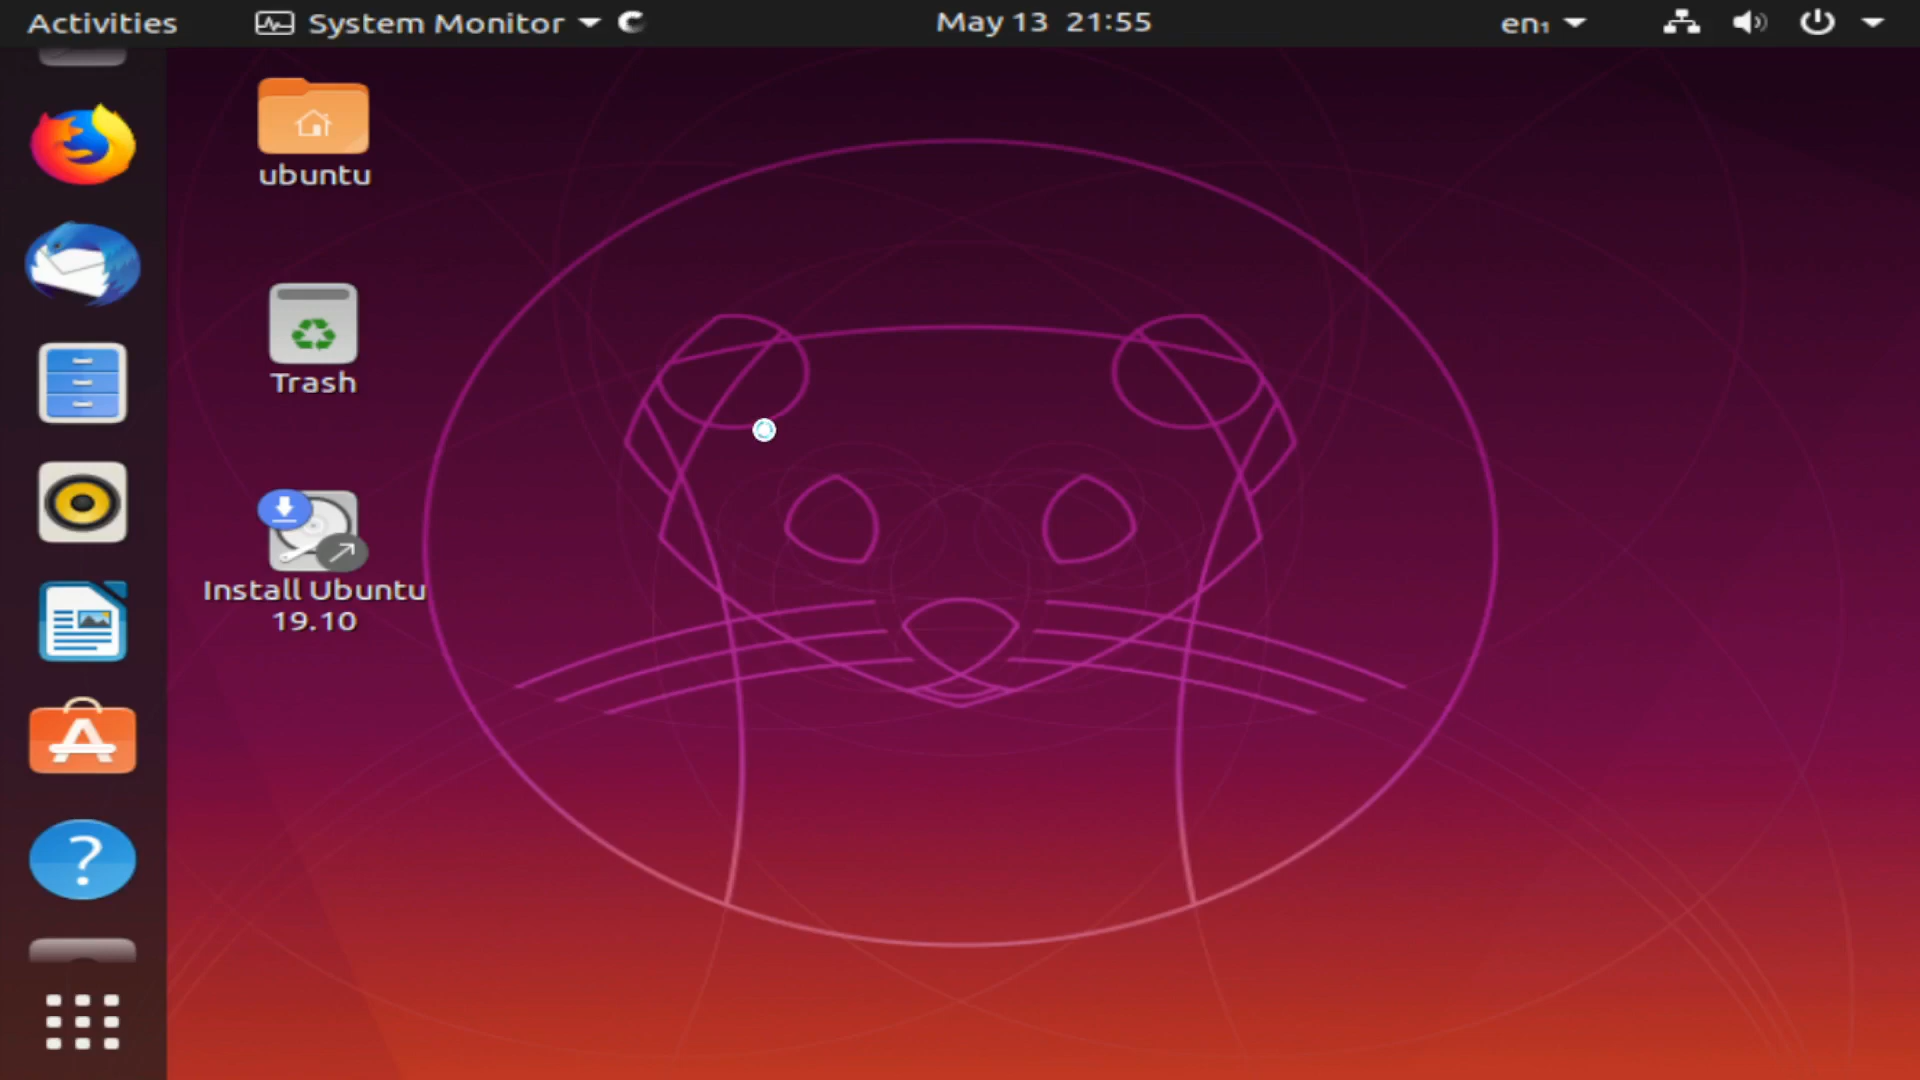 Activities System Monitor May 13 21:55 en₁
ubuntu
Trash
Install Ubuntu
19.10